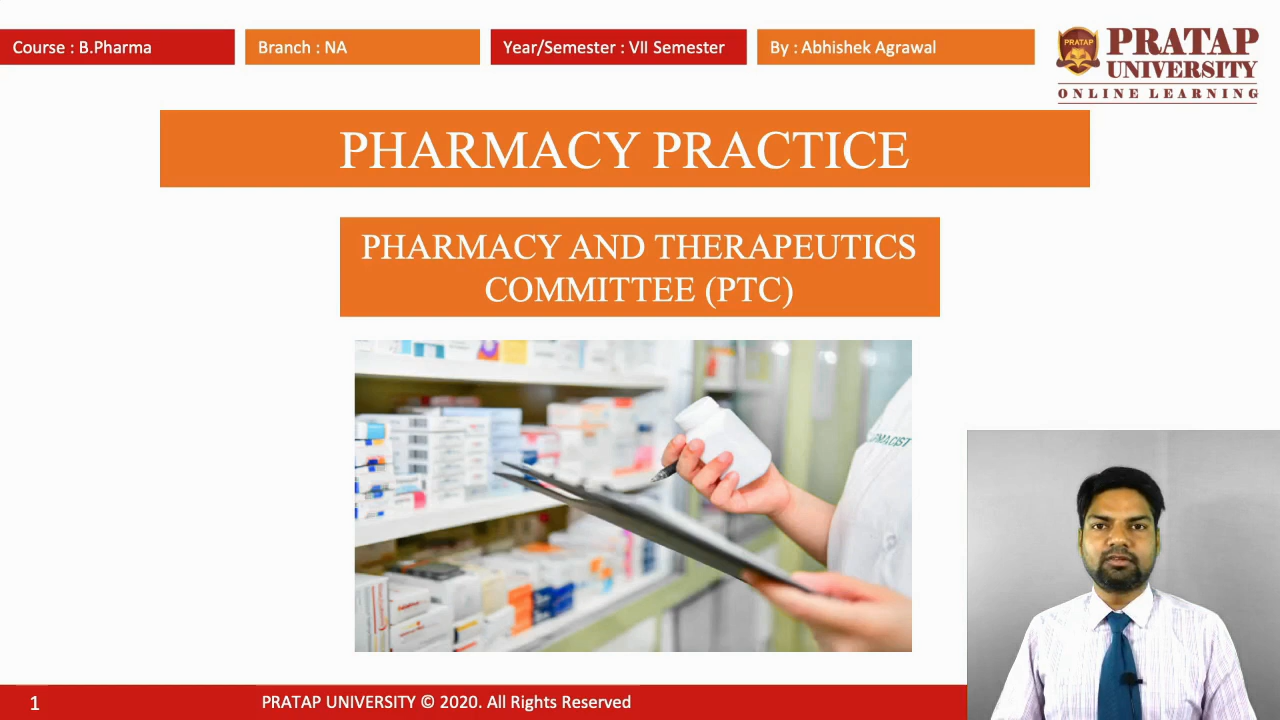 Course : B.Pharma
Branch : NA
Year/Semester : VII Semester
By : Abhishek Agrawal
PRATAP
PRATAP
UNIVERSITY
ONLINE LEARNING
PHARMACY PRACTICE
PHARMACY AND THERAPEUTICS
COMMITTEE (PTC)
1
PRATAP UNIVERSITY © 2020. All Rights Reserved